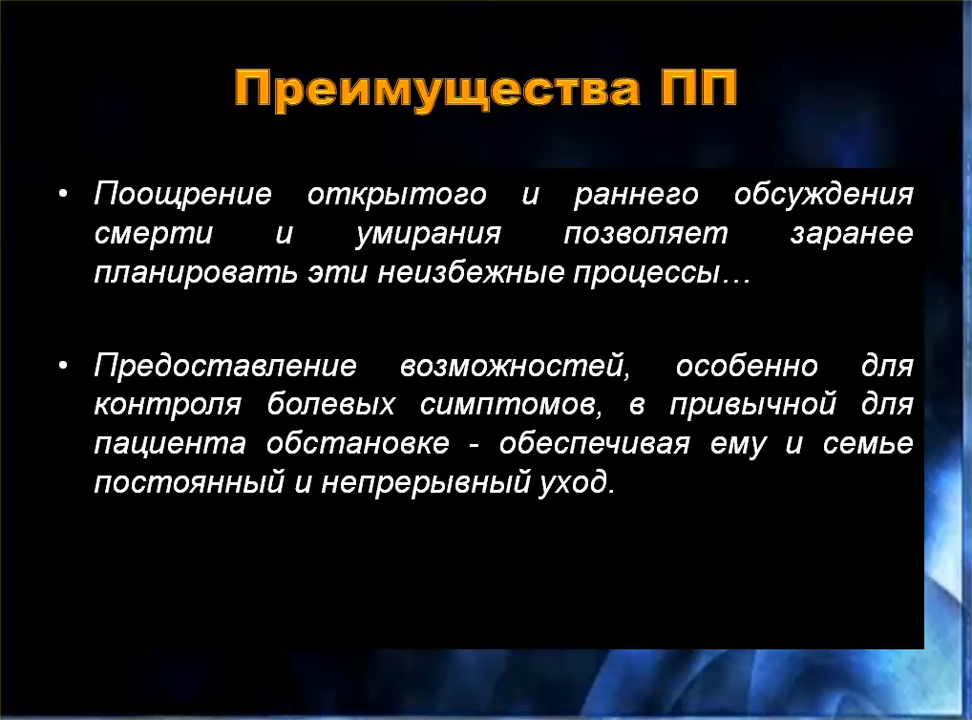 Преимущества ПП
• Поощрение открытого и раннего обсуждения
смерти и умирания позволяет заранее
планировать эти неизбежные процессы…
• Предоставление возможностей, особенно для
контроля болевых симптомов, в привычной для
пациента обстановке - обеспечивая ему и семье
постоянный и непрерывный уход.